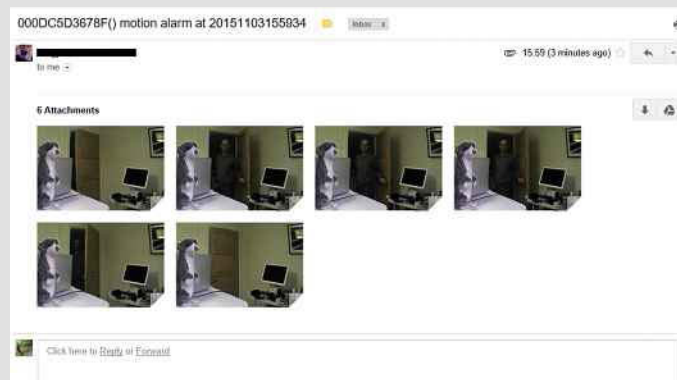 000DC5D3678F() motion alarm at 20151103155934 Inbox x
15:59 (3 minutes ago)
to me
6 Attachments
Click here to Reply or Forward